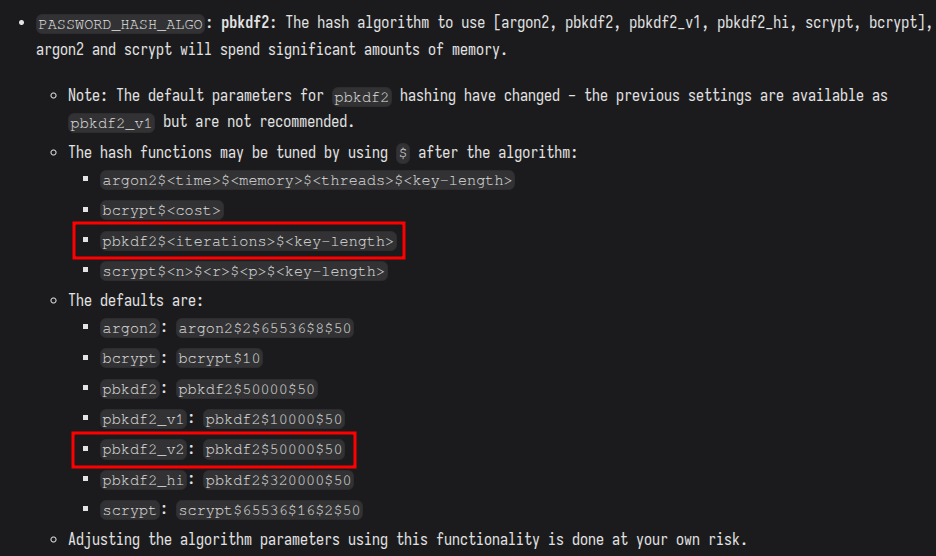 PASSWORD_HASH_ALGO: pbkdf2: The hash algorithm to use [argon2, pbkdf2, pbkdf2_v1, pbkdf2_hi, scrypt, bcrypt],
argon2 and scrypt will spend significant amounts of memory.
Note: The default parameters for pbkdf2 hashing have changed - the previous settings are available as
pbkdf2_v1 but are not recommended.
The hash functions may be tuned by using $ after the algorithm:
argon2$<time>$<memory>$<threads>$<key-length>
bcrypt$<cost>
pbkdf2$<iterations>$<key-length>
scrypt$<n>$<r>$<p>$<key-length>
The defaults are:
argon2: argon2$2$65536$8$50
bcrypt: bcrypt$10
pbkdf2: pbkdf2$50000$50
pbkdf2_v1: pbkdf2$10000$50
pbkdf2_v2: pbkdf2$50000$50
pbkdf2_hi: pbkdf2$320000$50
scrypt: scrypt$65536$16$2$50
Adjusting the algorithm parameters using this functionality is done at your own risk.